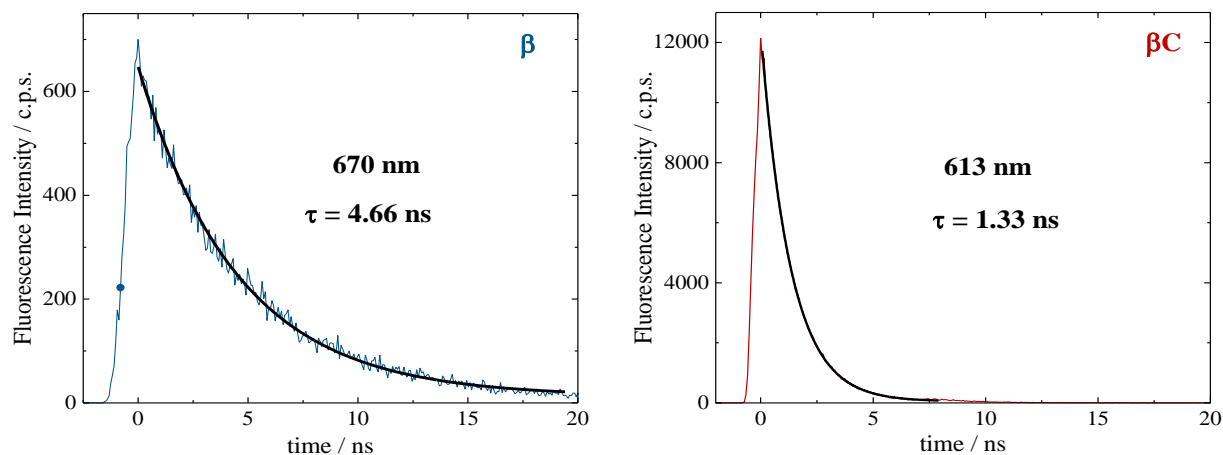 β
670 nm
τ = 4.66 ns
Fluorescence Intensity / c.p.s.
600
400
200
0
0 5 10 15 20
time / ns
βC
613 nm
τ = 1.33 ns
Fluorescence Intensity / c.p.s.
12000
8000
4000
0
0 5 10 15 20
time / ns